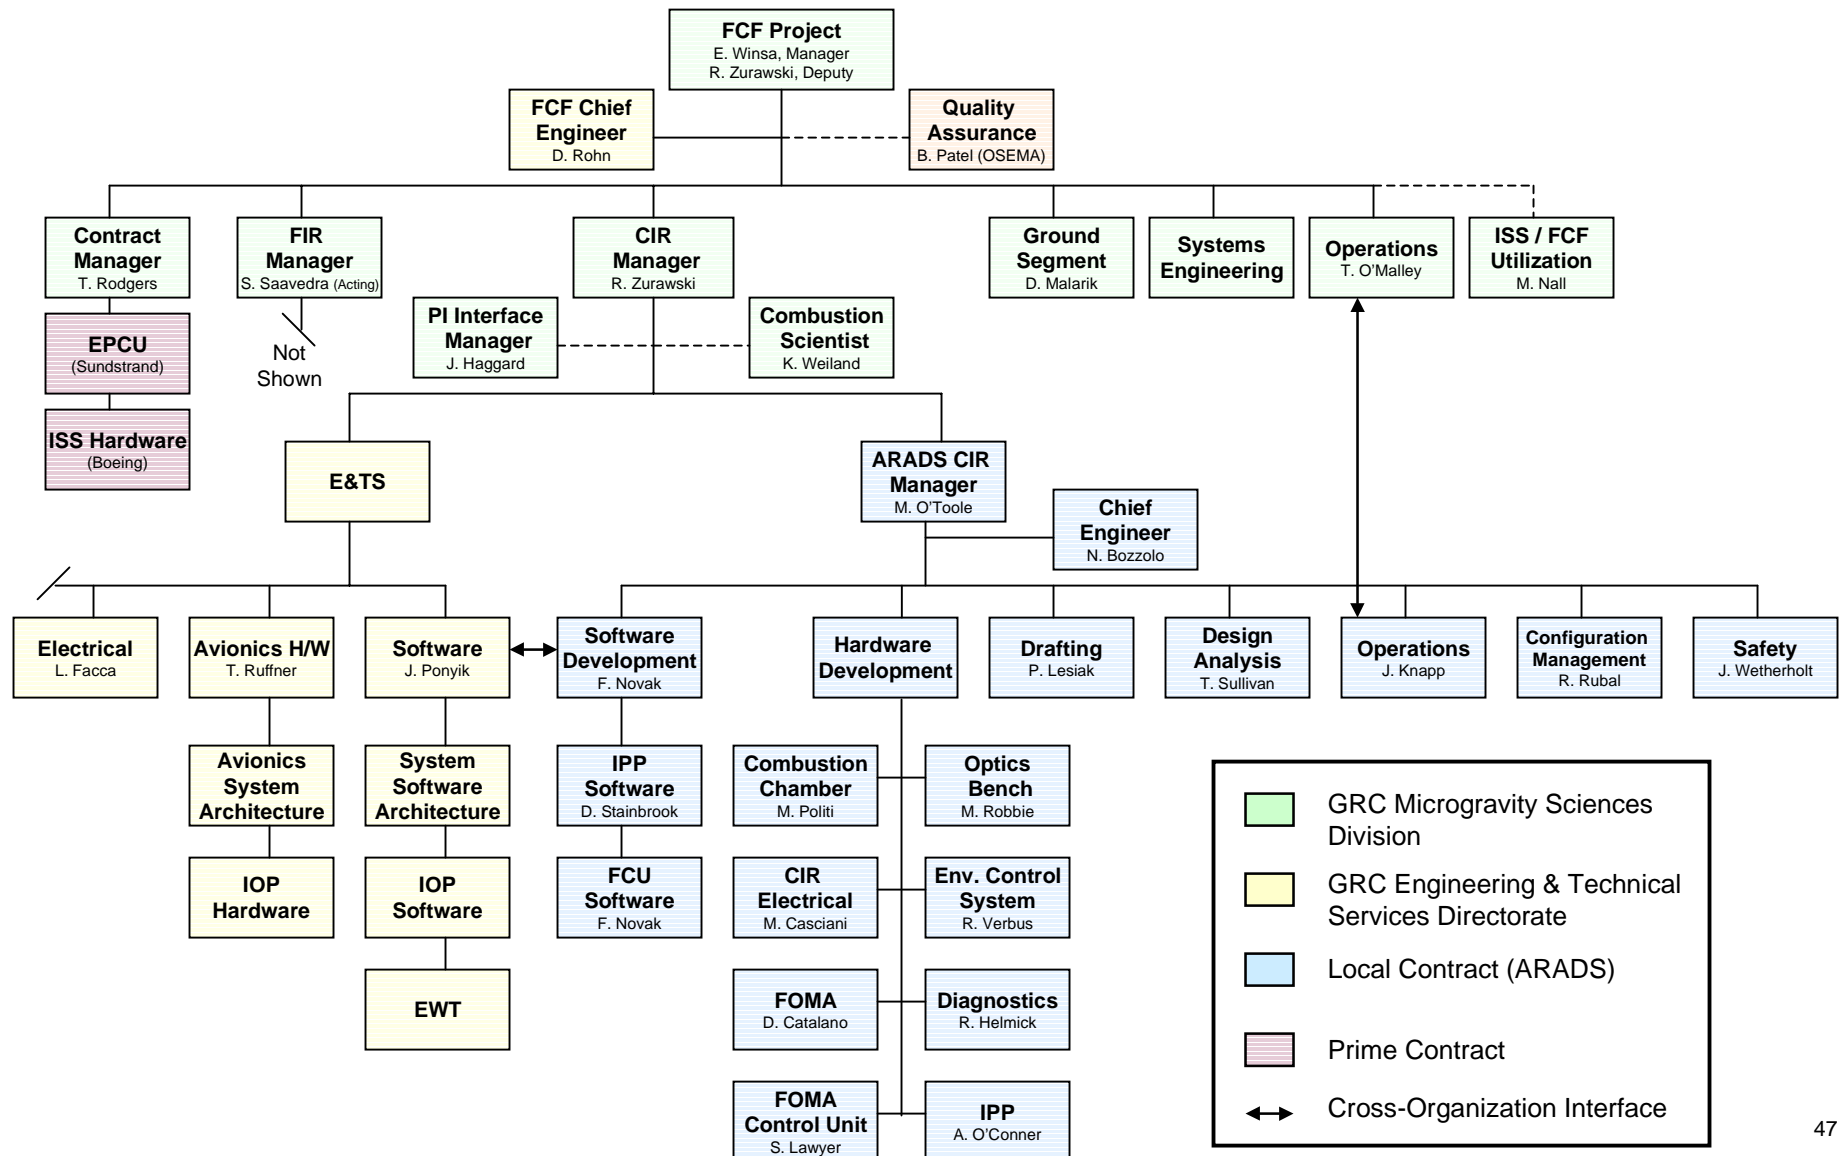 FCF Project
E. Winsa, Manager
R. Zurawski, Deputy
FCF Chief
Engineer
D. Rohn
Quality
Assurance
B. Patel (OSEMA)
Contract
Manager
T. Rodgers
FIR
Manager
S. Saavedra (Acting)
CIR
Manager
R. Zurawski
Ground
Segment
D. Malarik
Systems
Engineering
Operations
T. O'Malley
ISS / FCF
Utilization
M. Nall
EPCU
(Sundstrand)
Not
Shown
PI Interface
Manager
J. Haggard
Combustion
Scientist
K. Weiland
ISS Hardware
(Boeing)
E&TS
ARADS CIR
Manager
M. O'Toole
Chief
Engineer
N. Bozzolo
Electrical
L. Facca
Avionics H/W
T. Ruffner
Software
J. Ponyik
Software
Development
F. Novak
Hardware
Development
Drafting
P. Lesiak
Design
Analysis
T. Sullivan
Operations
J. Knapp
Configuration
Management
R. Rubal
Safety
J. Wetherholt
Avionics
System
Architecture
System
Software
Architecture
IPP
Software
D. Stainbrook
Combustion
Chamber
M. Politi
Optics
Bench
M. Robbie
IOP
Hardware
IOP
Software
FCU
Software
F. Novak
CIR
Electrical
M. Casciani
Env. Control
System
R. Verbus
EWT
FOMA
D. Catalano
Diagnostics
R. Helmick
FOMA
Control Unit
S. Lawyer
IPP
A. O'Conner
GRC Microgravity Sciences
Division
GRC Engineering & Technical
Services Directorate
Local Contract (ARADS)
Prime Contract
Cross-Organization Interface
47